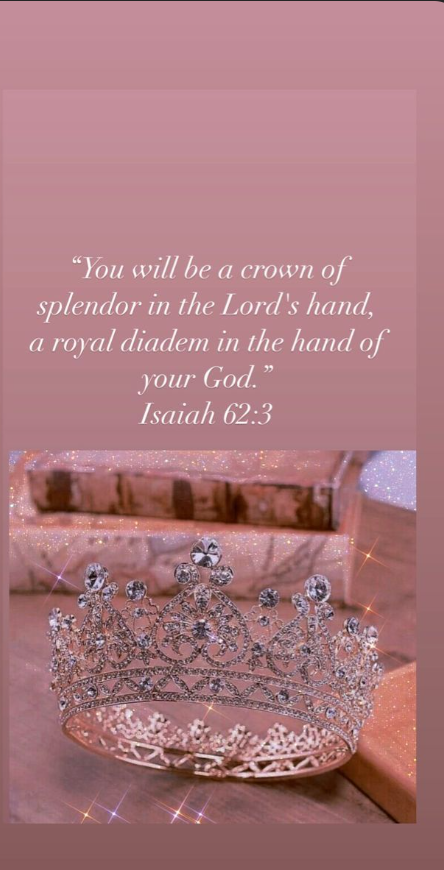 “You will be a crown of
splendor in the Lord's hand,
a royal diadem in the hand of
your God.”
Isaiah 62:3